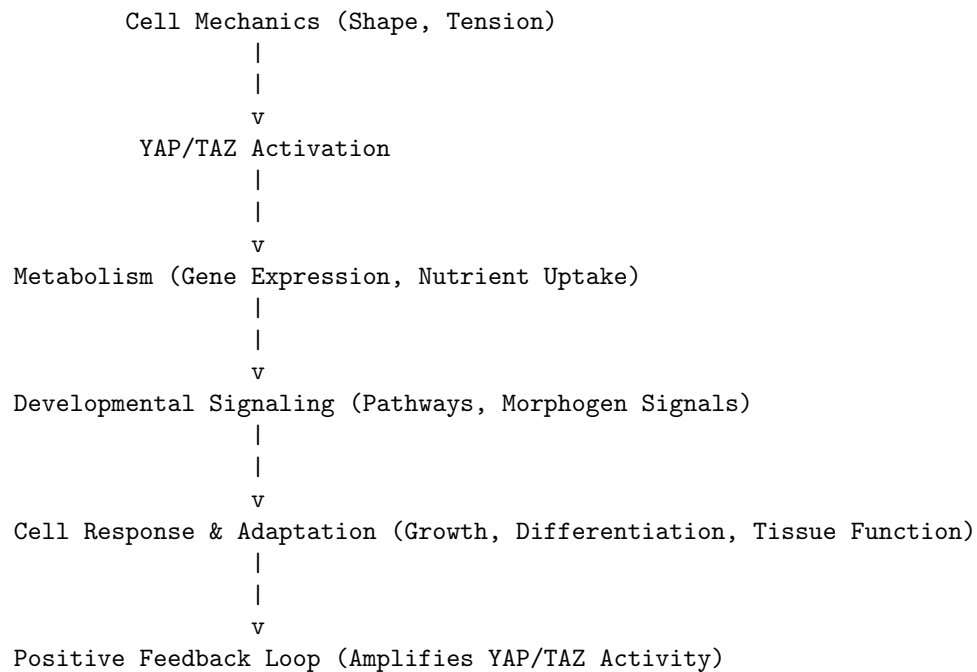 Cell Mechanics (Shape, Tension)
|
|
v
YAP/TAZ Activation
|
|
v
Metabolism (Gene Expression, Nutrient Uptake)
|
|
v
Developmental Signaling (Pathways, Morphogen Signals)
|
|
v
Cell Response & Adaptation (Growth, Differentiation, Tissue Function)
|
|
v
Positive Feedback Loop (Amplifies YAP/TAZ Activity)